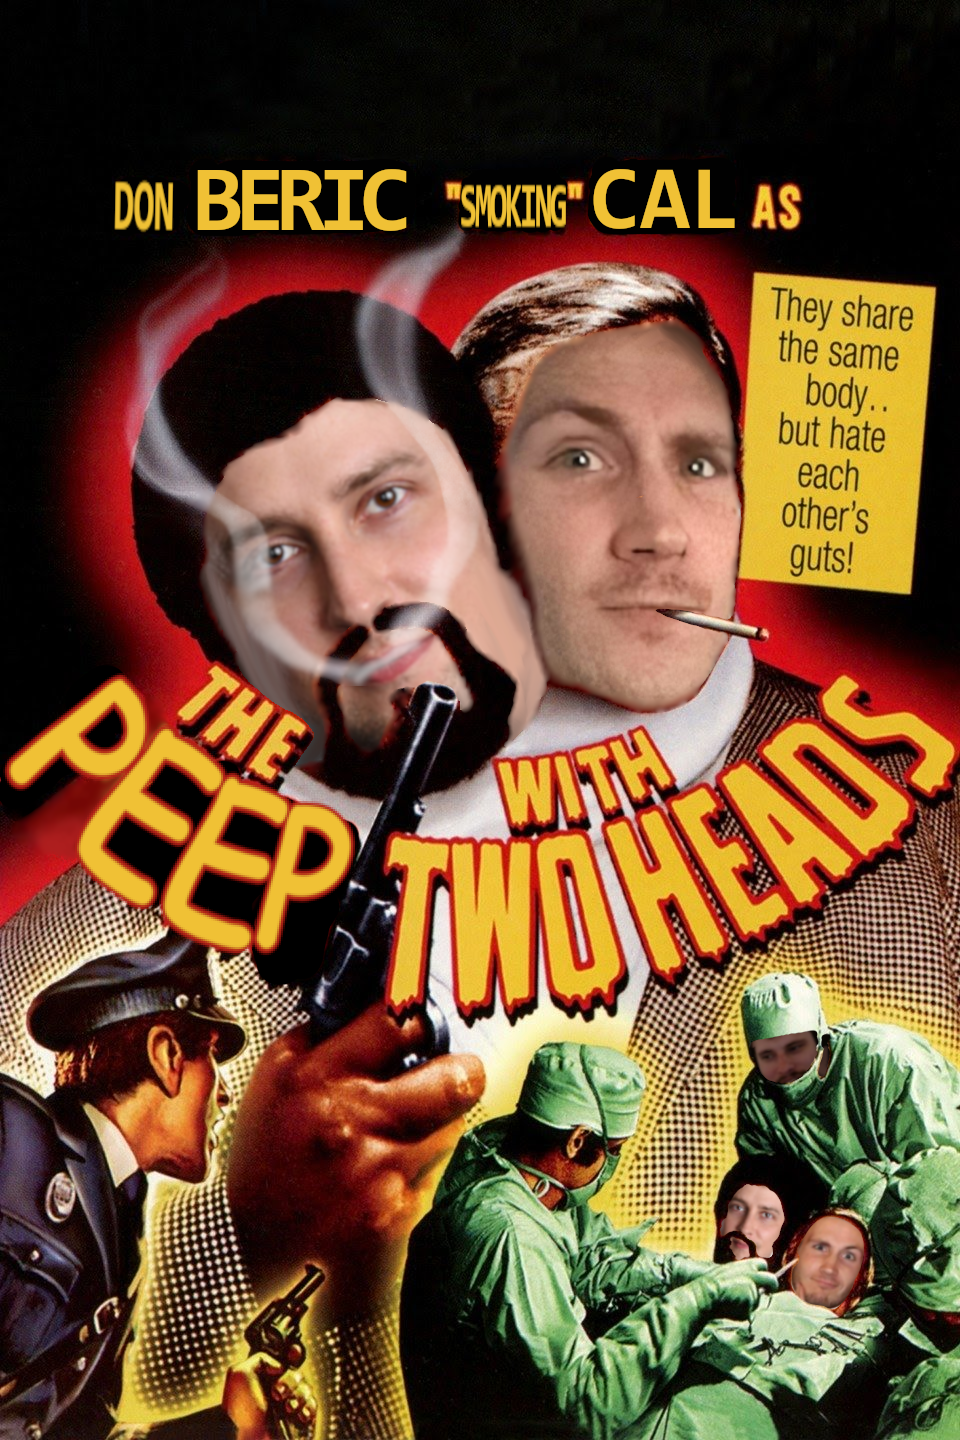 DON BERIC "SMOKING" CAL AS
They share
the same
body..
but hate
each
other's
guts!
THE
PEEP
WITH
TWO HEADS